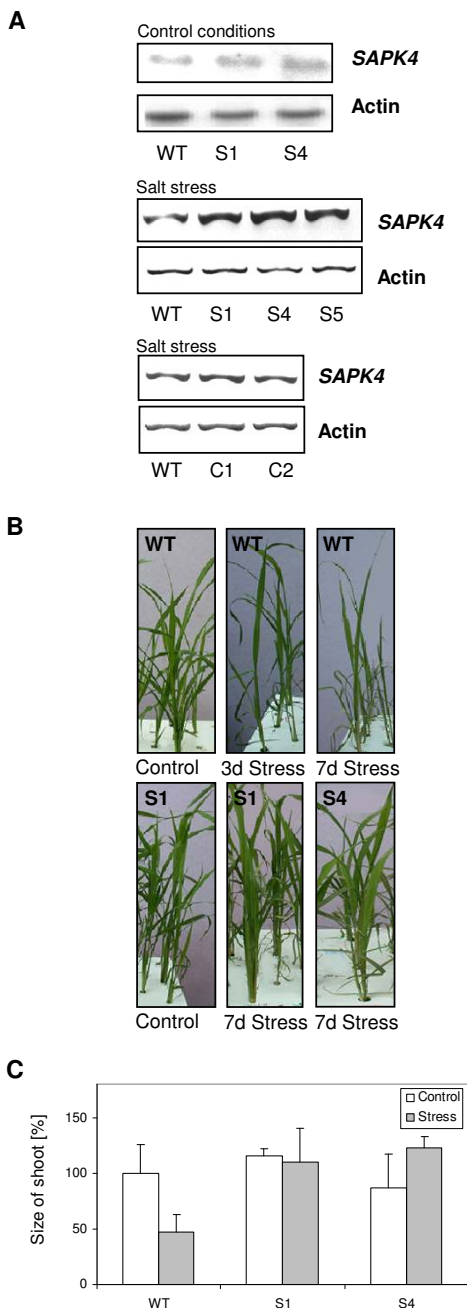 A
Control conditions
SAPK4
Actin
WT S1 S4
Salt stress
SAPK4
Actin
WT S1 S4 S5
Salt stress
SAPK4
Actin
WT C1 C2
B
WT WT WT
Control 3d Stress 7d Stress
S1 S1 S4
Control 7d Stress 7d Stress
C
Control
Stress
150
100
50
0
Size of shoot [%]
WT S1 S4